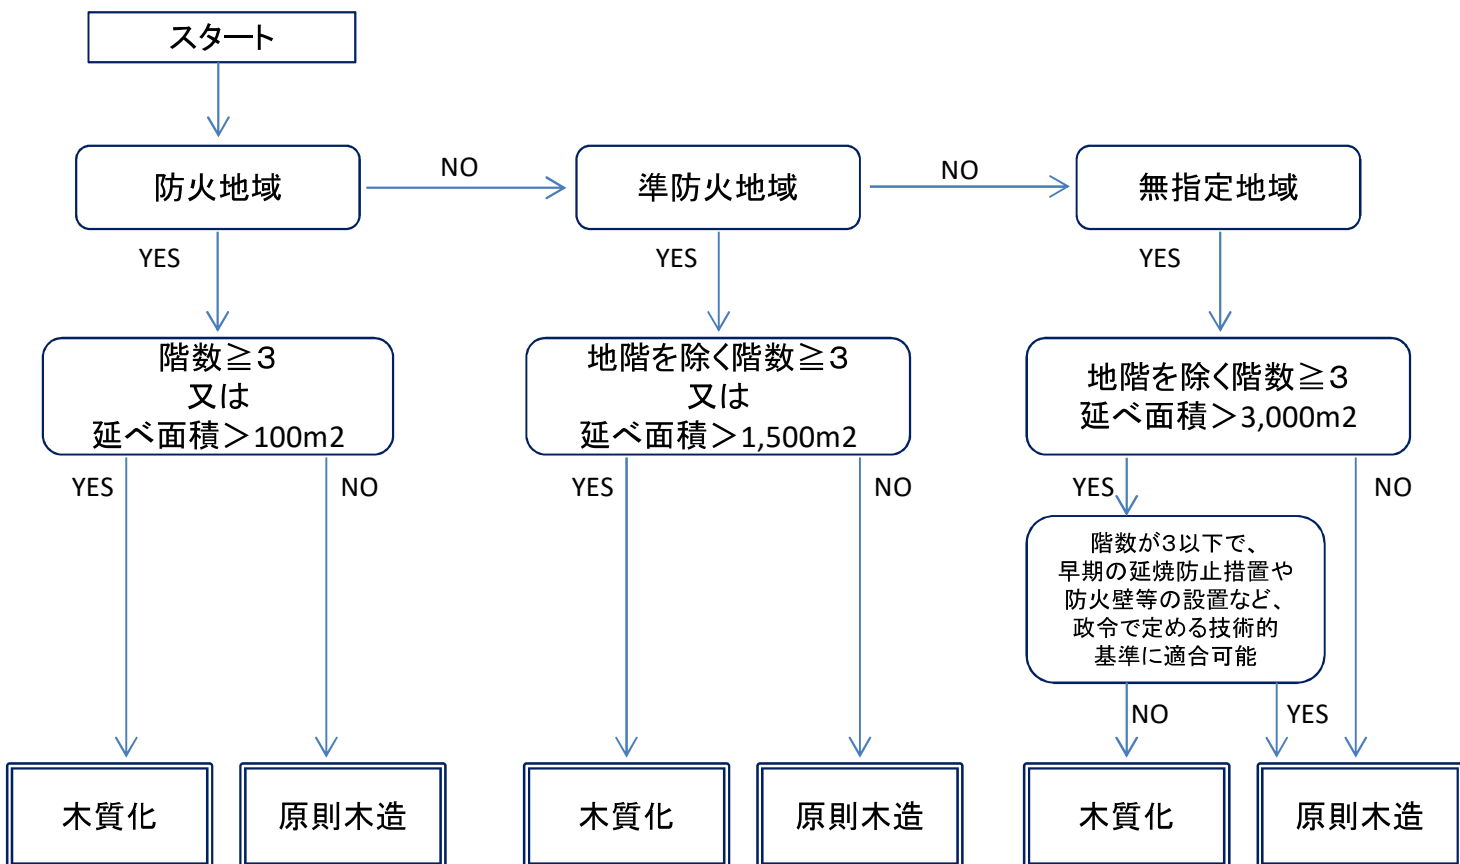 スタート
防火地域
NO
準防火地域
NO
無指定地域
YES
YES
YES
階数≧3
又は
延べ面積＞100m2
地階を除く階数≧3
又は
延べ面積＞1,500m2
地階を除く階数≧3
延べ面積＞3,000m2
YES
NO
YES
NO
YES
NO
階数が3以下で、
早期の延焼防止措置や
防火壁等の設置など、
政令で定める技術的
基準に適合可能
NO
YES
木質化
原則木造
木質化
原則木造
木質化
原則木造